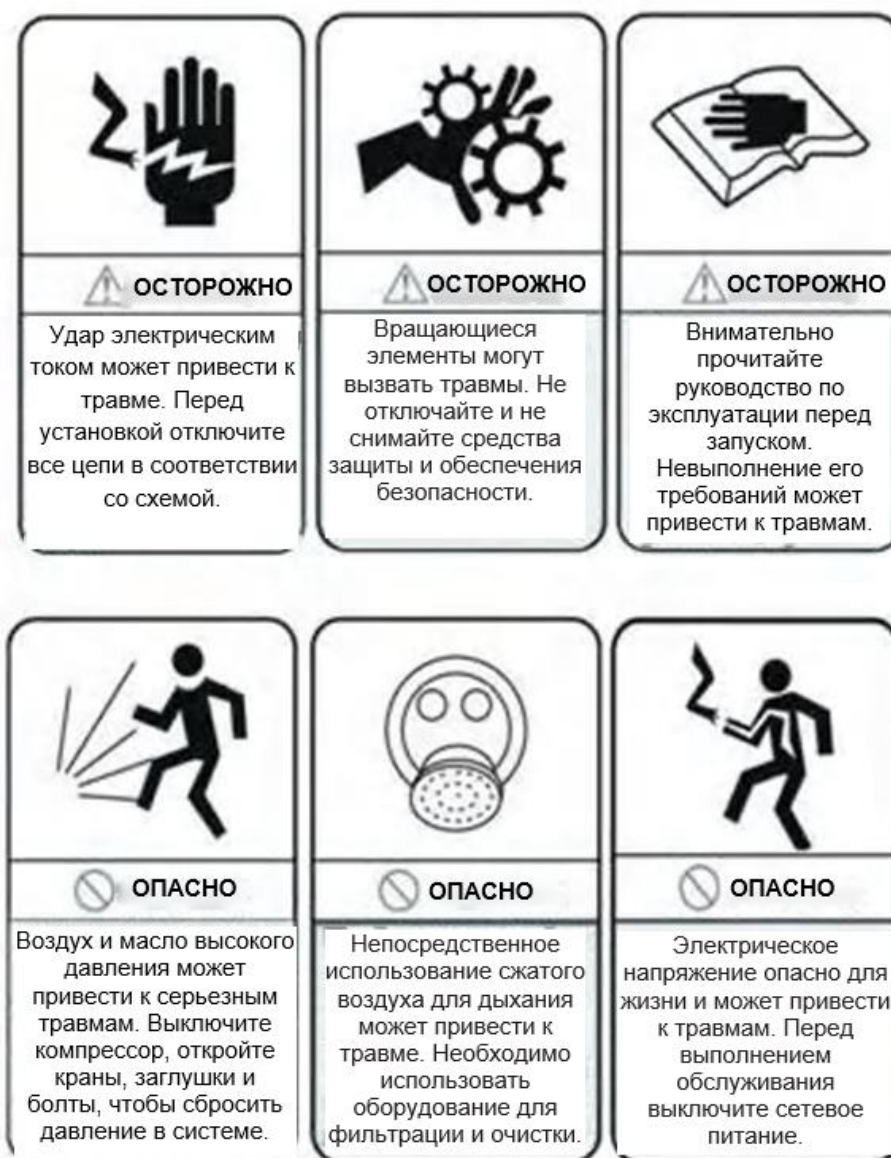 ОСТОРОЖНО
Удар электрическим
током может привести к
травме. Перед
установкой отключите
все цепи в соответствии
со схемой.
ОСТОРОЖНО
Вращающиеся
элементы могут
вызвать травмы. Не
отключайте и не
снимайте средства
защиты и обеспечения
безопасности.
ОСТОРОЖНО
Внимательно
прочитайте
руководство по
эксплуатации перед
запуском.
Невыполнение его
требований может
привести к травмам.
ОПАСНО
Воздух и масло высокого
давления может
привести к серьезным
травмам. Выключите
компрессор, откройте
краны, заглушки и
болты, чтобы сбросить
давление в системе.
ОПАСНО
Непосредственное
использование сжатого
воздуха для дыхания
может привести к
травме. Необходимо
использовать
оборудование для
фильтрации и очистки.
ОПАСНО
Электрическое
напряжение опасно для
жизни и может привести
к травмам. Перед
выполнением
обслуживания
выключите сетевое
питание.